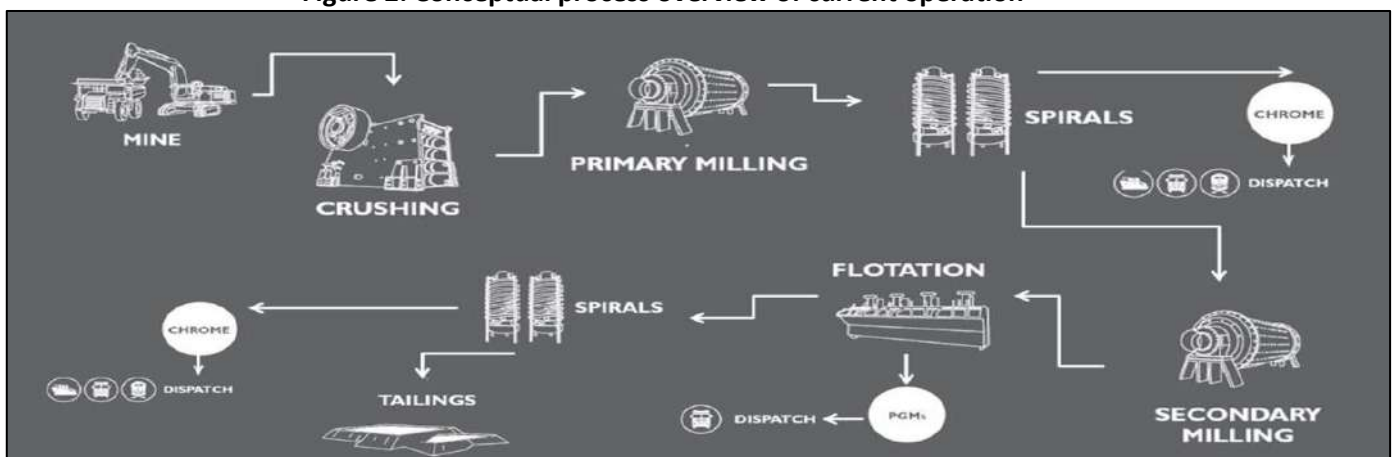 MINE
CRUSHING
PRIMARY MILLING
SPIRALS
CHROME
DISPATCH
FLOTATION
SPIRALS
CHROME
DISPATCH
TAILINGS
DISPATCH
PGMs
SECONDARY
MILLING